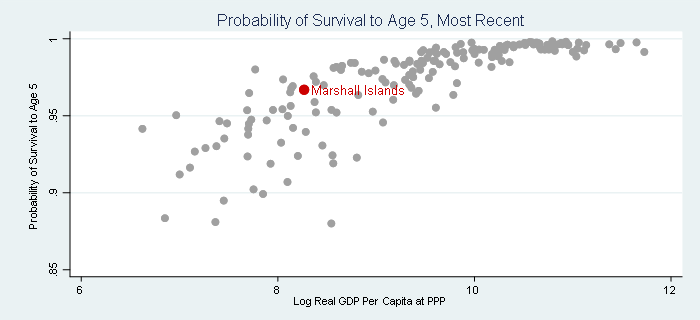 Probability of Survival to Age 5, Most Recent
Probability of Survival to Age 5
1
.95
.9
.85
Marshall Islands
6
8
10
12
Log Real GDP Per Capita at PPP